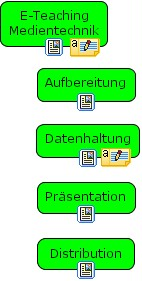 E-Teaching
Medientechnik
a
Aufbereitung
Datenhaltung
a
Präsentation
Distribution